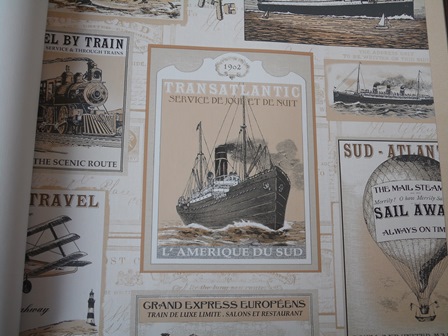 EL BY TRAIN
SERVICE & THROUGH TRAINS
THE SCENIC ROUTE
1902
TRANSATLANTIC
SERVICE DE JOUR ET DE NUIT
L'AMERIQUE DU SUD
SUD - ATLAN
THE MAIL STEAM
SAIL AWA
ALWAYS ON TIM
TRAVEL
GRAND EXPRESS EUROPÉENS
TRAIN DE LUXE LIMITE . SALONS ET RESTAURANT